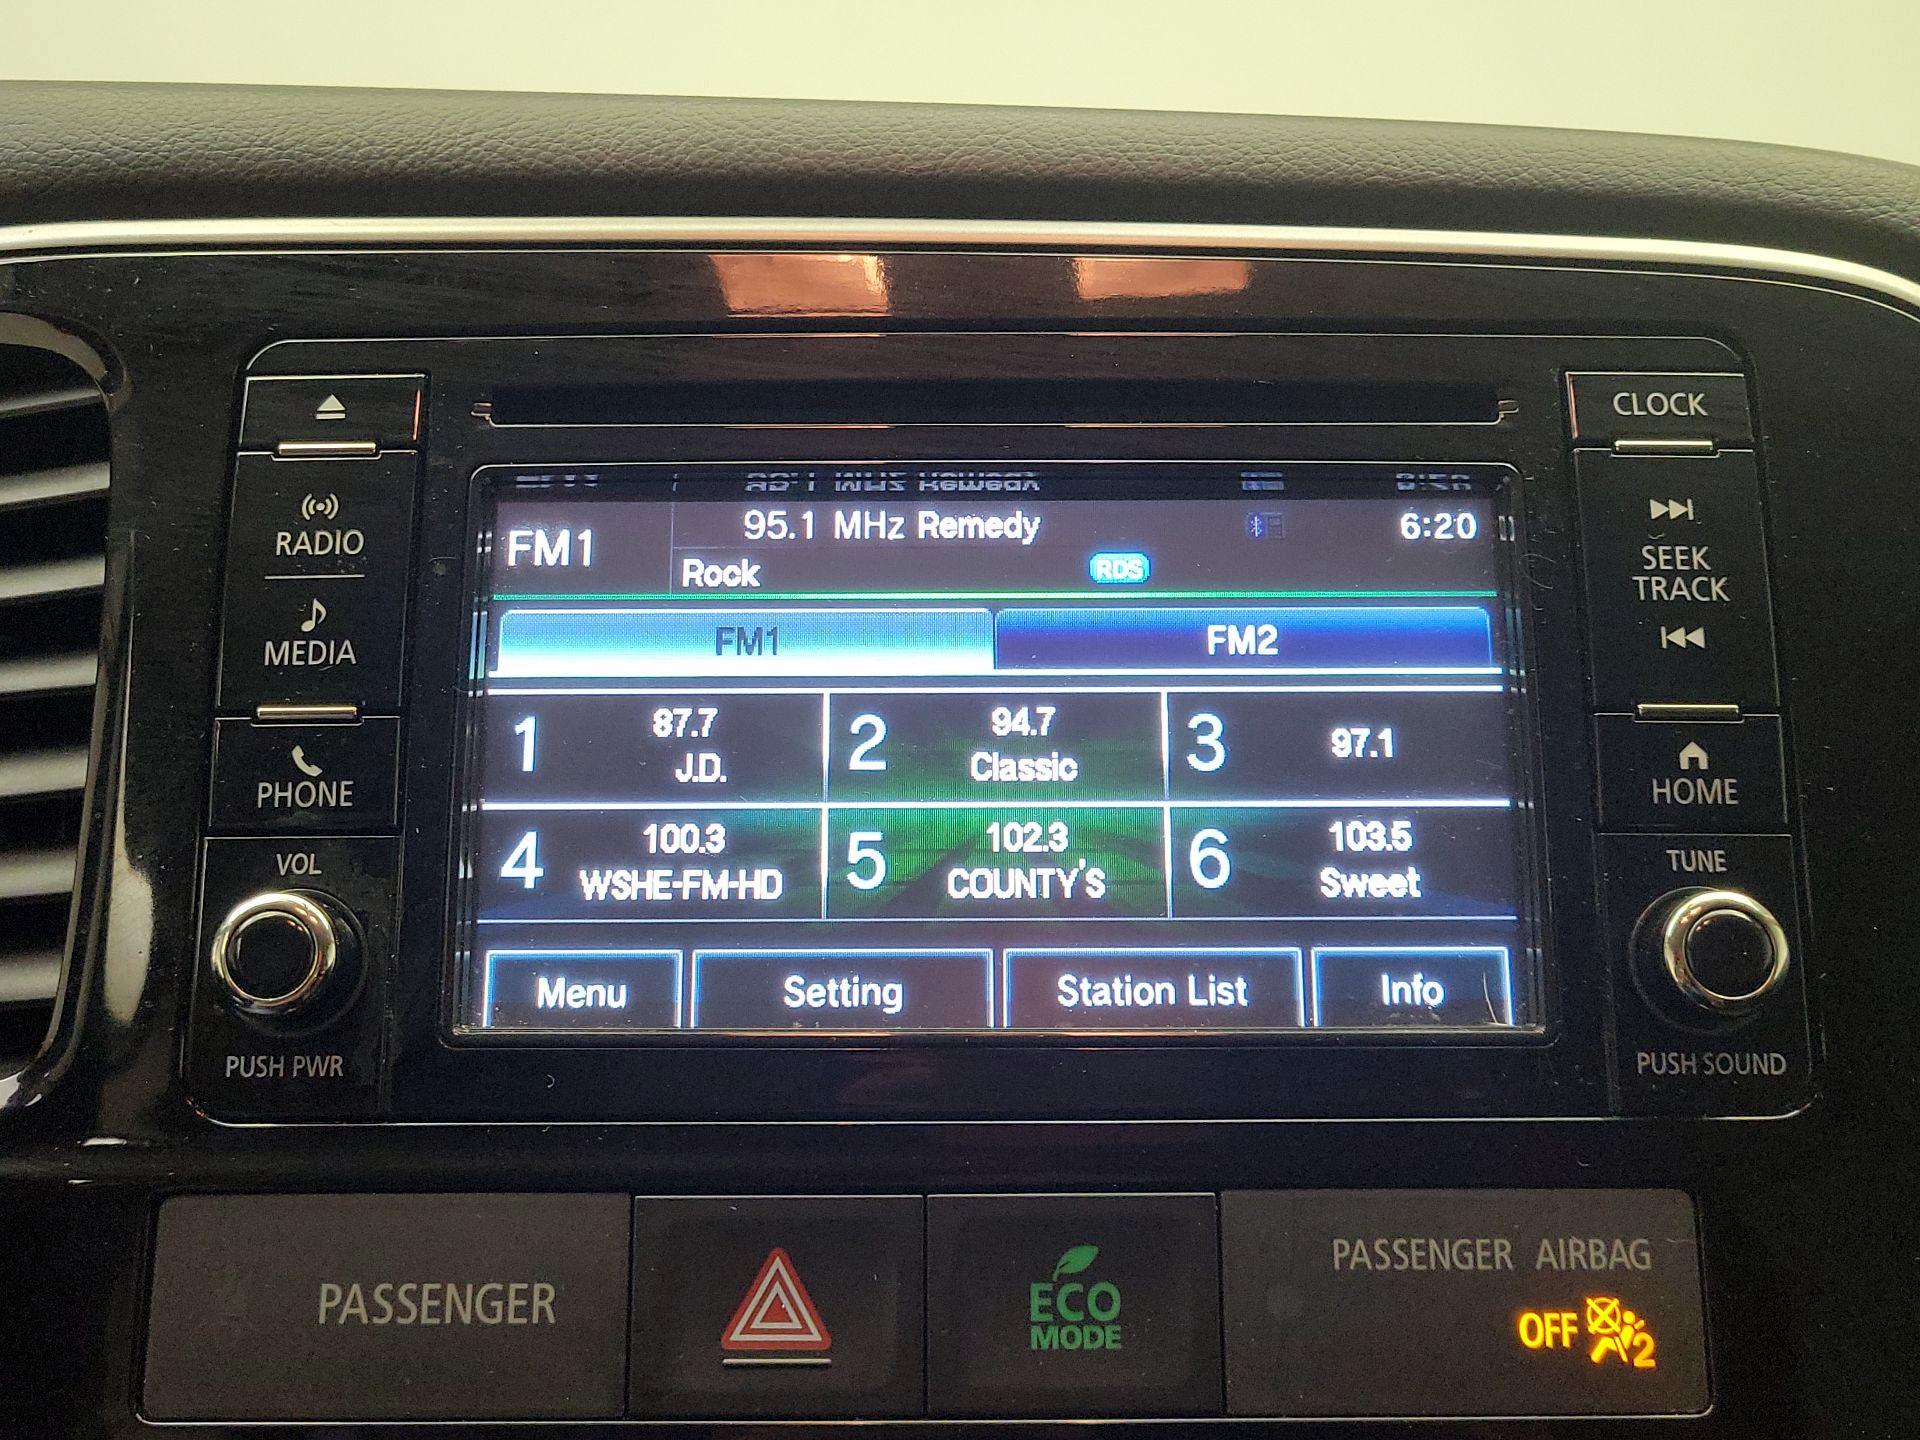 CLOCK
RADIO
MEDIA
PHONE
VOL
PUSH PWR
FM1
95.1 MHz Remedy
6:20
Rock
RDS
FM1
FM2
1
87.7
J.D.
2
94.7
Classic
3
97.1
4
100.3
WSHE-FM-HD
5
102.3
COUNTY'S
6
103.5
Sweet
Menu
Setting
Station List
Info
SEEK
TRACK
HOME
TUNE
PUSH SOUND
PASSENGER
ECO
MODE
PASSENGER AIRBAG
OFF 2